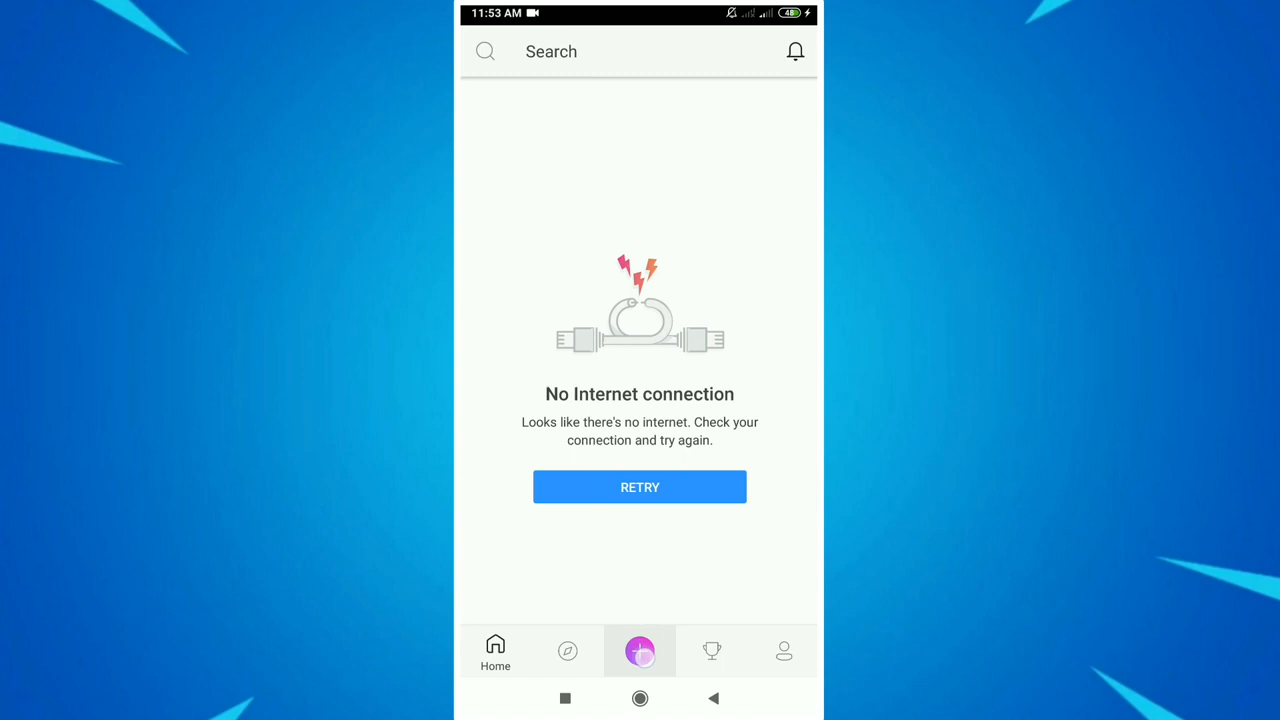 11:53 AM
48
Search
No Internet connection
Looks like there's no internet. Check your
connection and try again.
RETRY
Home